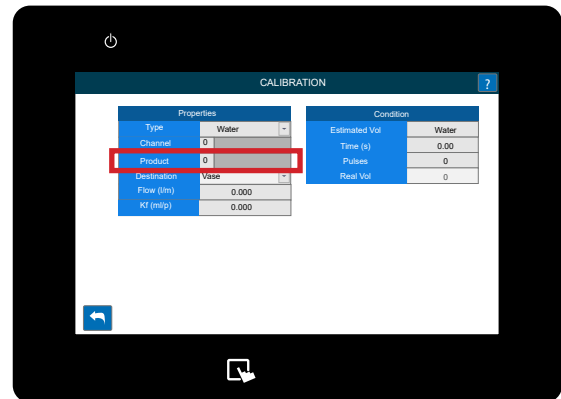 CALIBRATION
?
Properties
Type Water
Channel 0
Product 0
Destination Vase
Flow (l/m) 0.000
Kf (ml/p) 0.000
Condition
Estimated Vol Water
Time (s) 0.00
Pulses 0
Real Vol 0